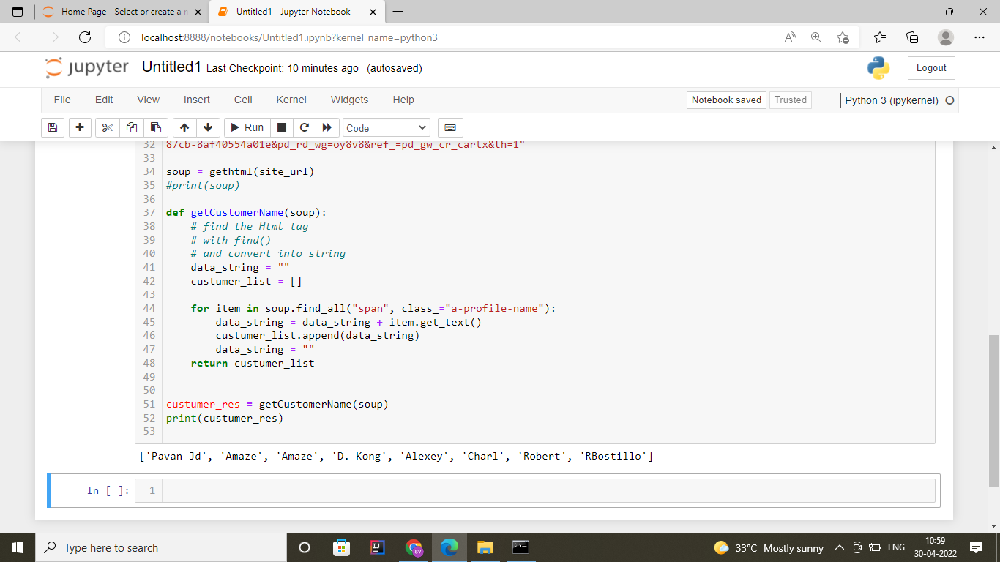 Home Page - Select or create a n
Untitled1 - Jupyter Notebook
localhost:8888/notebooks/Untitled1.ipynb?kernel_name=python3
jupyter Untitled1 Last Checkpoint: 10 minutes ago (autosaved)
Logout
File Edit View Insert Cell Kernel Widgets Help
Notebook saved Trusted Python 3 (ipykernel)
Run Code
32 87cb-8af40554a01e&pd_rd_wg=oy8v8&ref_=pd_gw_cr_cartx&th=1"
33
34 soup = gethtml(site_url)
35 #print(soup)
36
37 def getCustomerName(soup):
38     # find the Html tag
39     # with find()
40     # and convert into string
41     data_string = ""
42     custumer_list = []
43
44     for item in soup.find_all("span", class_="a-profile-name"):
45         data_string = data_string + item.get_text()
46         custumer_list.append(data_string)
47         data_string = ""
48     return custumer_list
49
50
51 custumer_res = getCustomerName(soup)
52 print(custumer_res)
53
['Pavan Jd', 'Amaze', 'Amaze', 'D. Kong', 'Alexey', 'Charl', 'Robert', 'RBostillo']
In [ ]: 1
Type here to search
33°C Mostly sunny
ENG
10:59
30-04-2022